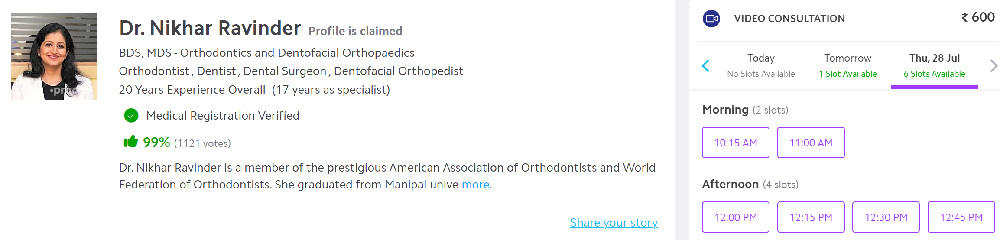 Dr. Nikhar Ravinder Profile is claimed
BDS, MDS - Orthodontics and Dentofacial Orthopaedics
Orthodontist , Dentist , Dental Surgeon , Dentofacial Orthopedist
20 Years Experience Overall (17 years as specialist)
Medical Registration Verified
99% (1121 votes)
Dr. Nikhar Ravinder is a member of the prestigious American Association of Orthodontists and World
Federation of Orthodontists. She graduated from Manipal unive more..
Share your story
VIDEO CONSULTATION ₹ 600
Today Tomorrow Thu, 28 Jul
No Slots Available 1 Slot Available 6 Slots Available
Morning (2 slots)
10:15 AM 11:00 AM
Afternoon (4 slots)
12:00 PM 12:15 PM 12:30 PM 12:45 PM